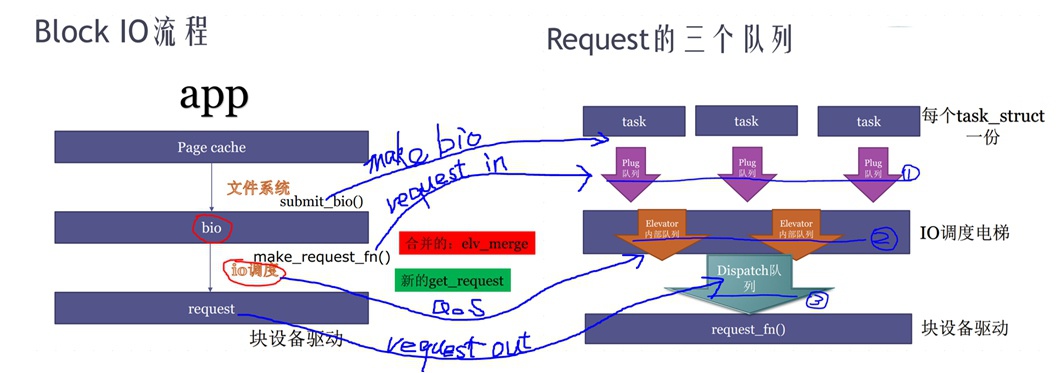 Block IO流程
app
Page cache
文件系统
submit_bio()
bio
make_request_fn()
io调度
request
块设备驱动
合并的：elv_merge
新的get_request
make bio
request in
QoS
request out
Request的三个队列
task
task
task
每个task_struct
一份
Plug
队列
Plug
队列
Plug
队列
①
Elevator
内部队列
Elevator
内部队列
②
IO调度电梯
Dispatch队
列
③
request_fn()
块设备驱动